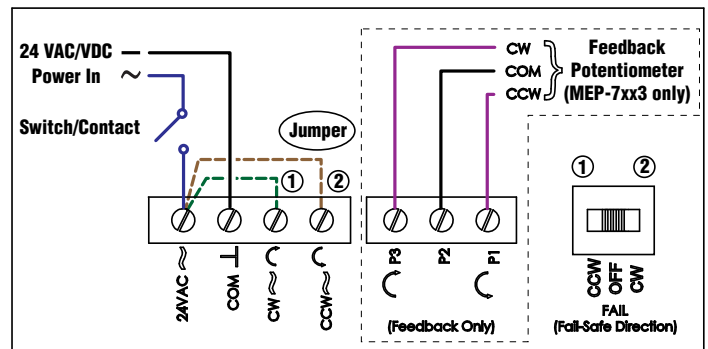 24 VAC/VDC
Power In
Switch/Contact
Jumper
① ②
24VAC
COM
CW
CCW
CW
COM
CCW
Feedback
Potentiometer
(MEP-7xx3 only)
P3
P2
P1
(Feedback Only)
① ②
CCW
OFF
CW
FAIL
(Fail-Safe Direction)